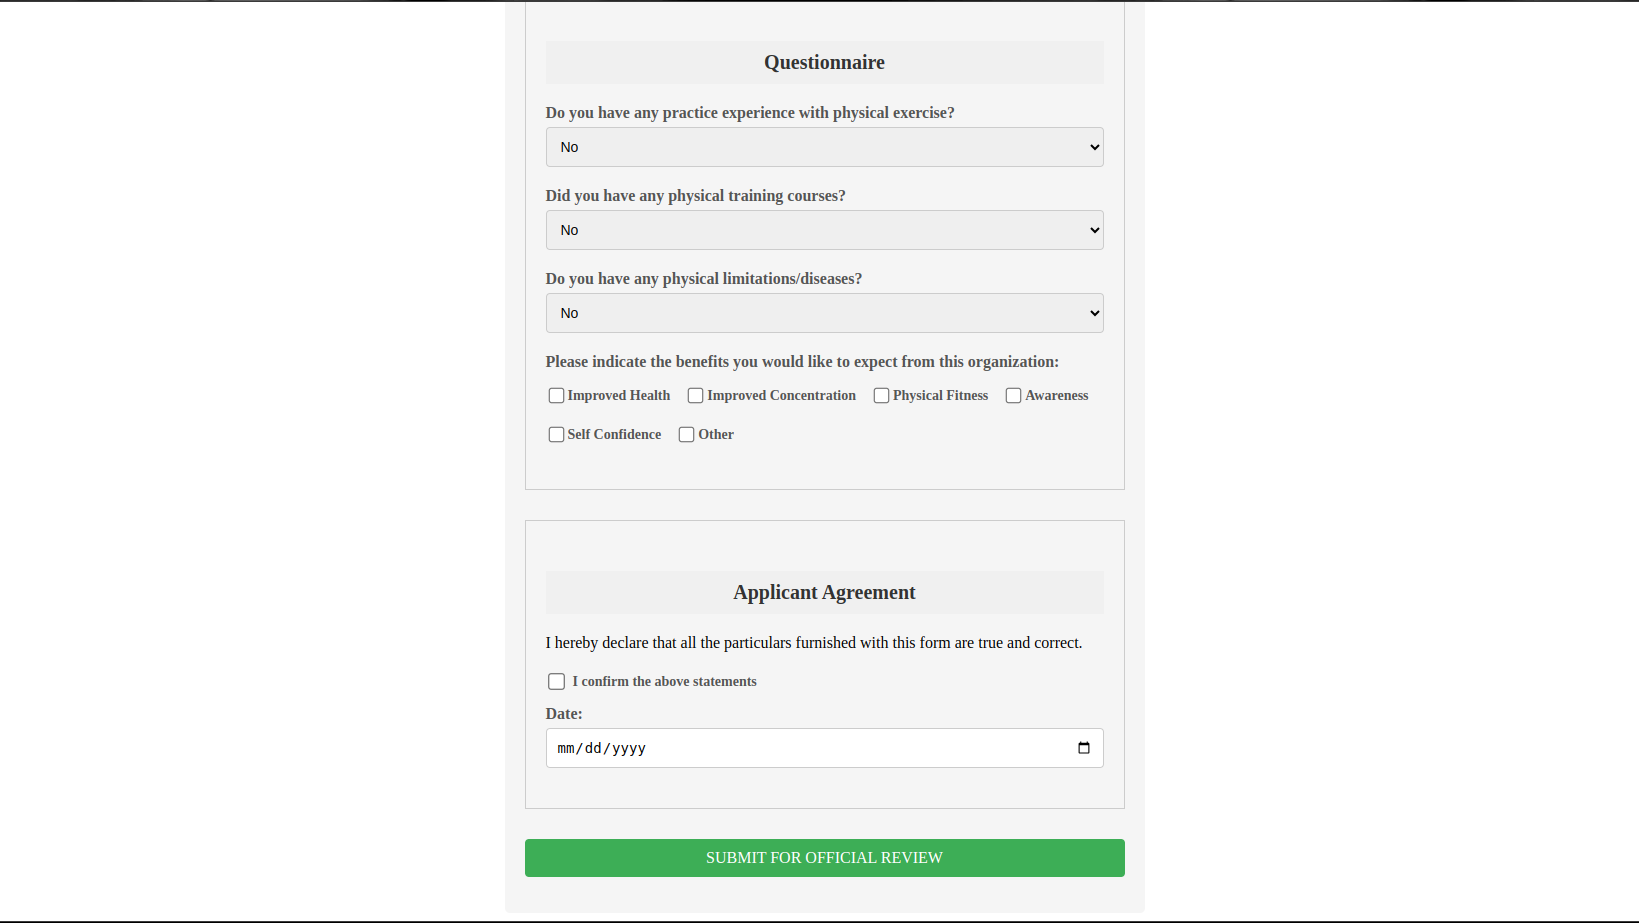 Questionnaire
Do you have any practice experience with physical exercise?
No
Did you have any physical training courses?
No
Do you have any physical limitations/diseases?
No
Please indicate the benefits you would like to expect from this organization:
Improved Health Improved Concentration Physical Fitness Awareness
Self Confidence Other
Applicant Agreement
I hereby declare that all the particulars furnished with this form are true and correct.
I confirm the above statements
Date:
mm/dd/yyyy
SUBMIT FOR OFFICIAL REVIEW